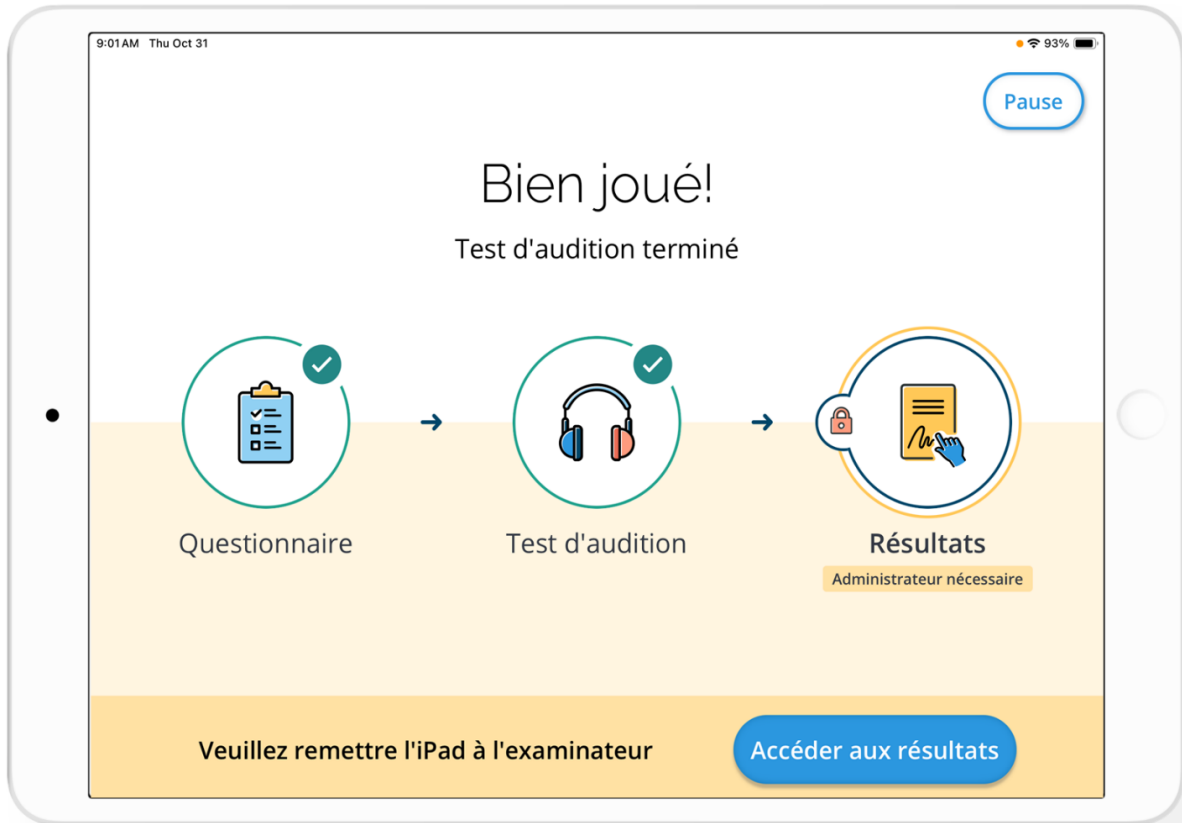 9:01 AM Thu Oct 31
93%
Pause
Bien joué!
Test d'audition terminé
Questionnaire
Test d'audition
Résultats
Administrateur nécessaire
Veuillez remettre l'iPad à l'examinateur
Accéder aux résultats